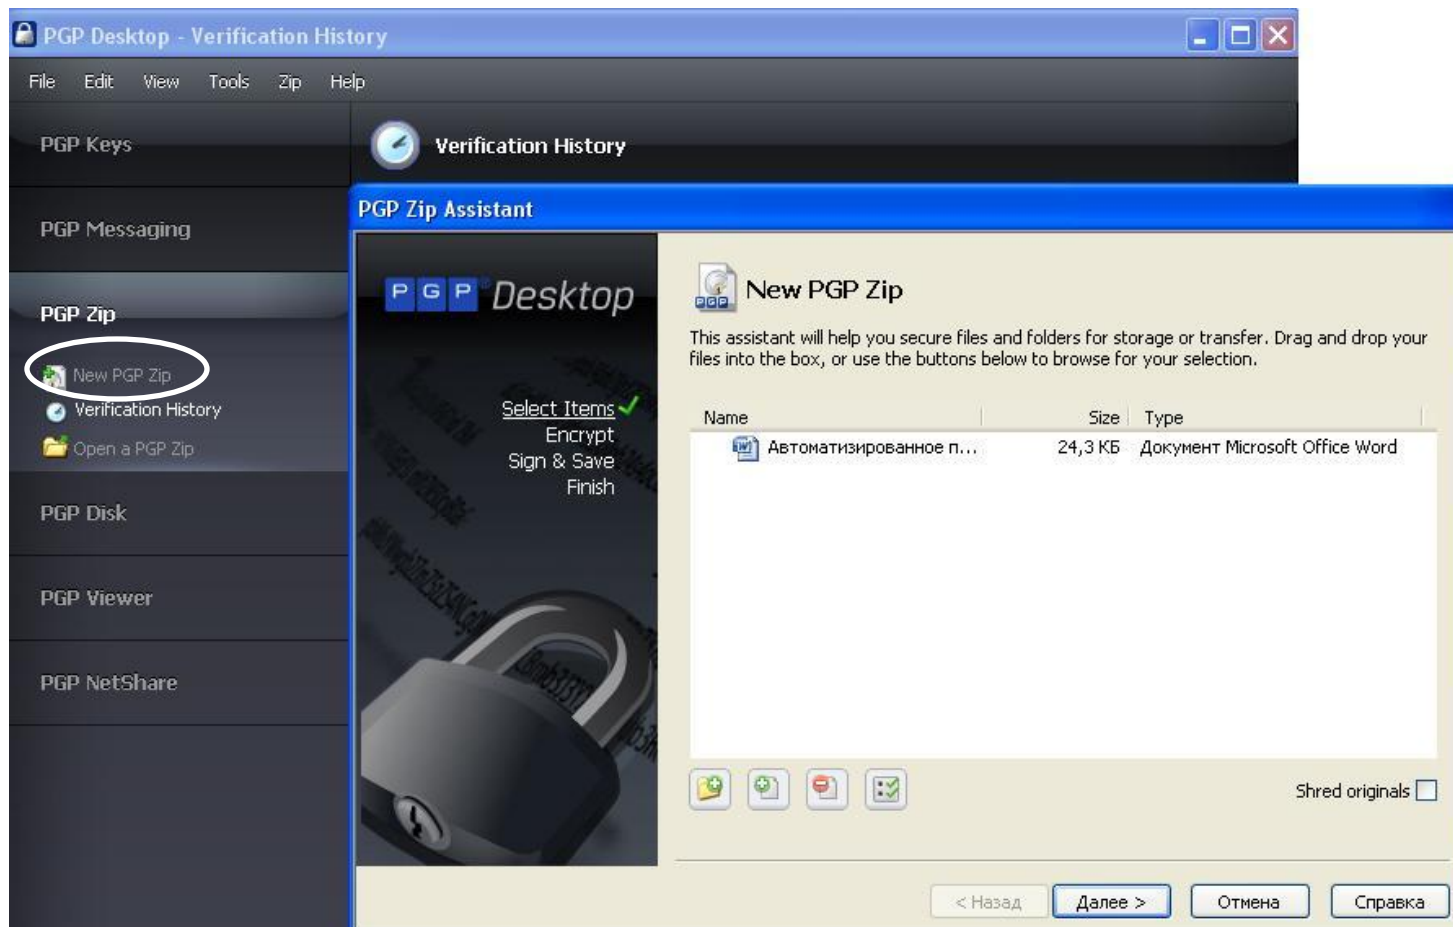 PGP Desktop - Verification History
File Edit View Tools Zip Help
PGP Keys
Verification History
PGP Messaging
PGP Zip
New PGP Zip
Verification History
Open a PGP Zip
PGP Disk
PGP Viewer
PGP NetShare
PGP Zip Assistant
PGP® Desktop
Select Items
Encrypt
Sign & Save
Finish
PGP
New PGP Zip
This assistant will help you secure files and folders for storage or transfer. Drag and drop your
files into the box, or use the buttons below to browse for your selection.
Name Size Type
Автоматизированное п... 24,3 КБ Документ Microsoft Office Word
Shred originals
< Назад Далее > Отмена Справка